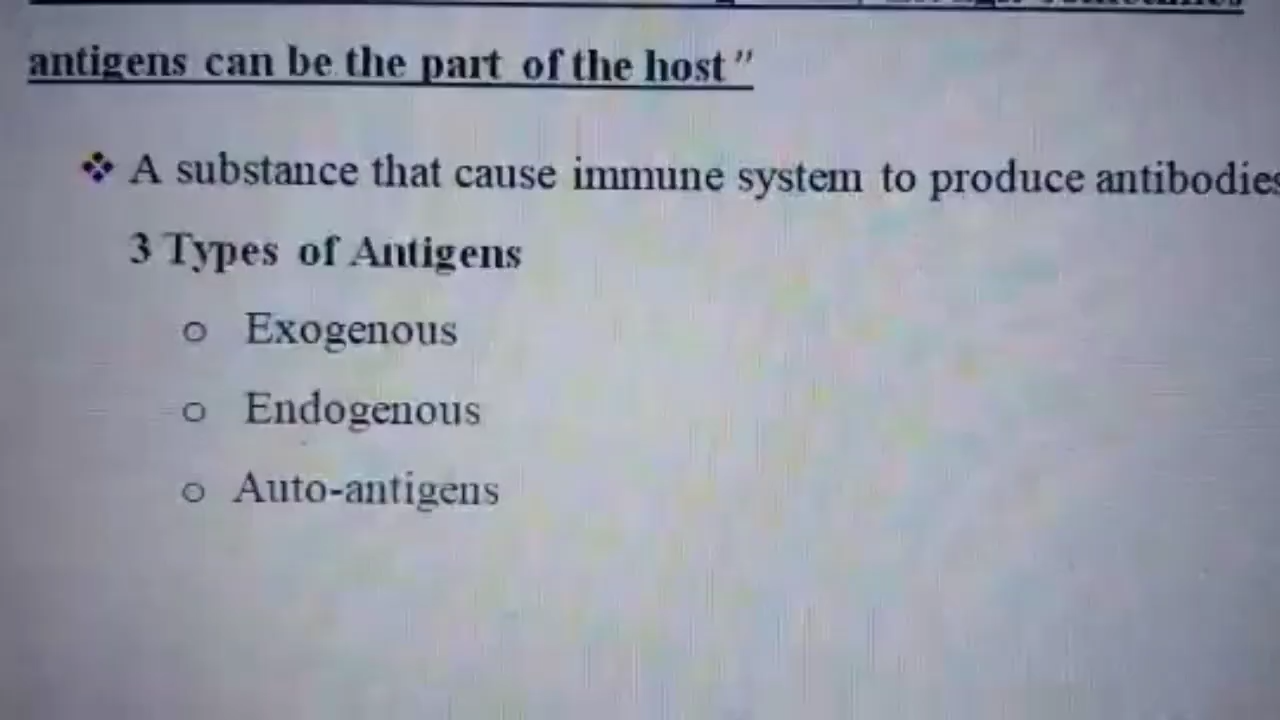 antigens can be the part of the host”
❖ A substance that cause immune system to produce antibodies
3 Types of Antigens
o Exogenous
o Endogenous
o Auto-antigens